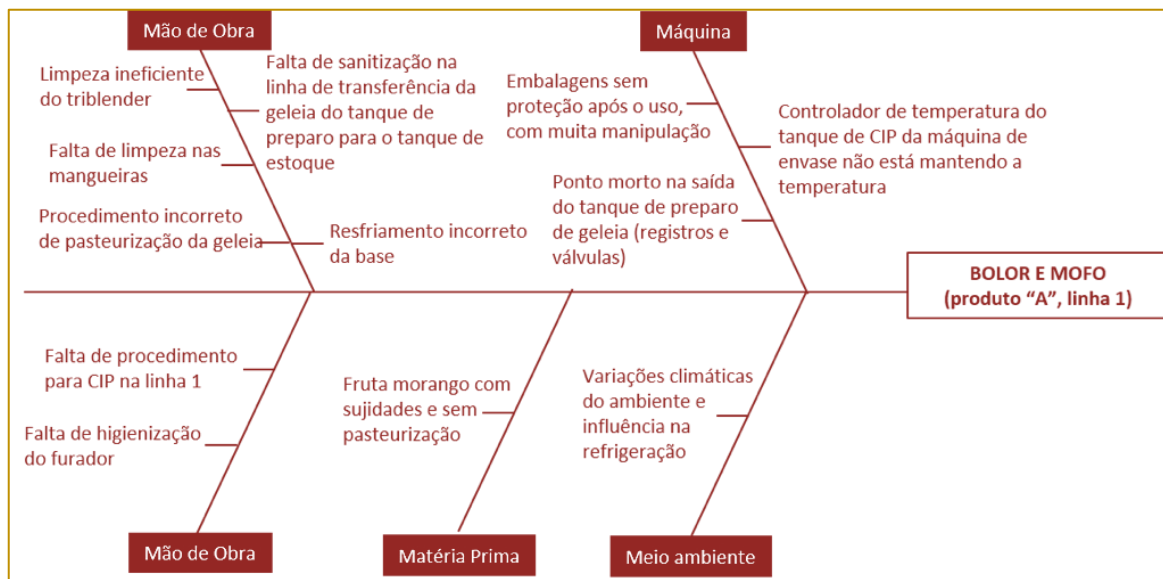 Mão de Obra
Máquina
Limpeza ineficiente
do triblender
Falta de sanitização na
linha de transferência da
geleia do tanque de
preparo para o tanque de
estoque
Falta de limpeza nas
mangueiras
Procedimento incorreto
de pasteurização da geleia
Resfriamento incorreto
da base
Embalagens sem
proteção após o uso,
com muita manipulação
Controlador de temperatura do
tanque de CIP da máquina de
envase não está mantendo a
temperatura
Ponto morto na saída
do tanque de preparo
de geleia (registros e
válvulas)
BOLOR E MOFO
(produto “A”, linha 1)
Falta de procedimento
para CIP na linha 1
Falta de higienização
do furador
Fruta morango com
sujidades e sem
pasteurização
Variações climáticas
do ambiente e
influência na
refrigeração
Mão de Obra
Matéria Prima
Meio ambiente